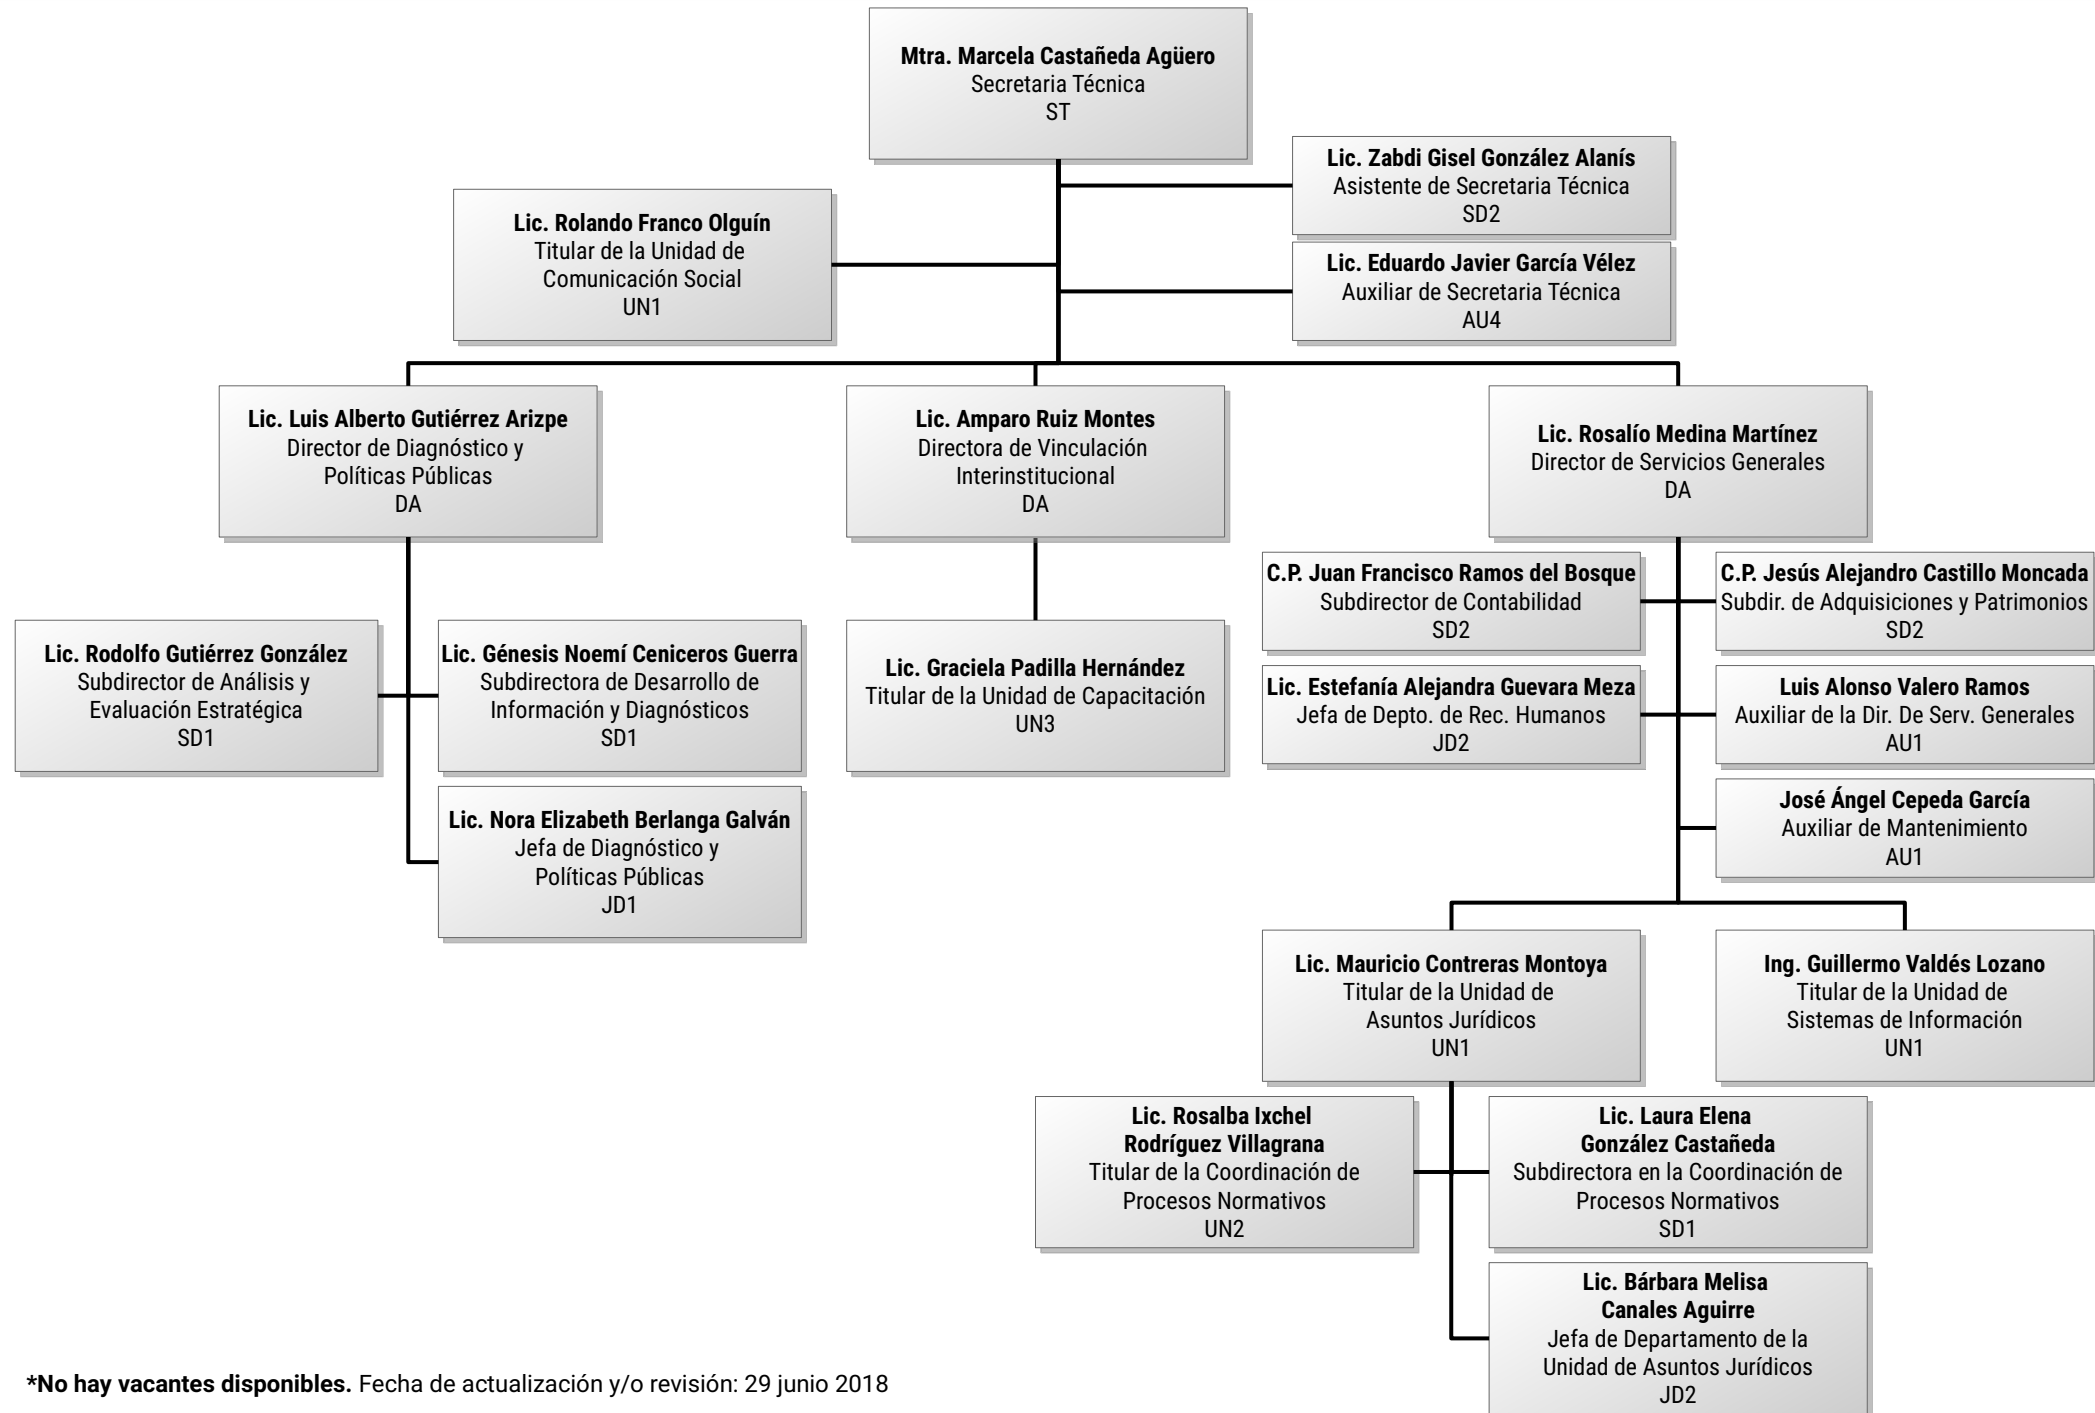 Mtra. Marcela Castañeda Agüero
Secretaria Técnica
ST
Lic. Zabdi Gisel González Alanís
Asistente de Secretaria Técnica
SD2
Lic. Rolando Franco Olguín
Titular de la Unidad de
Comunicación Social
UN1
Lic. Eduardo Javier García Vélez
Auxiliar de Secretaria Técnica
AU4
Lic. Luis Alberto Gutiérrez Arizpe
Director de Diagnóstico y
Políticas Públicas
DA
Lic. Amparo Ruiz Montes
Directora de Vinculación
Interinstitucional
DA
Lic. Rosalío Medina Martínez
Director de Servicios Generales
DA
C.P. Juan Francisco Ramos del Bosque
Subdirector de Contabilidad
SD2
C.P. Jesús Alejandro Castillo Moncada
Subdir. de Adquisiciones y Patrimonios
SD2
Lic. Rodolfo Gutiérrez González
Subdirector de Análisis y
Evaluación Estratégica
SD1
Lic. Génesis Noemí Ceniceros Guerra
Subdirectora de Desarrollo de
Información y Diagnósticos
SD1
Lic. Graciela Padilla Hernández
Titular de la Unidad de Capacitación
UN3
Lic. Estefanía Alejandra Guevara Meza
Jefa de Depto. de Rec. Humanos
JD2
Luis Alonso Valero Ramos
Auxiliar de la Dir. De Serv. Generales
AU1
Lic. Nora Elizabeth Berlanga Galván
Jefa de Diagnóstico y
Políticas Públicas
JD1
José Ángel Cepeda García
Auxiliar de Mantenimiento
AU1
Lic. Mauricio Contreras Montoya
Titular de la Unidad de
Asuntos Jurídicos
UN1
Ing. Guillermo Valdés Lozano
Titular de la Unidad de
Sistemas de Información
UN1
Lic. Rosalba Ixchel
Rodríguez Villagrana
Titular de la Coordinación de
Procesos Normativos
UN2
Lic. Laura Elena
González Castañeda
Subdirectora en la Coordinación de
Procesos Normativos
SD1
Lic. Bárbara Melisa
Canales Aguirre
Jefa de Departamento de la
Unidad de Asuntos Jurídicos
JD2
*No hay vacantes disponibles. Fecha de actualización y/o revisión: 29 junio 2018